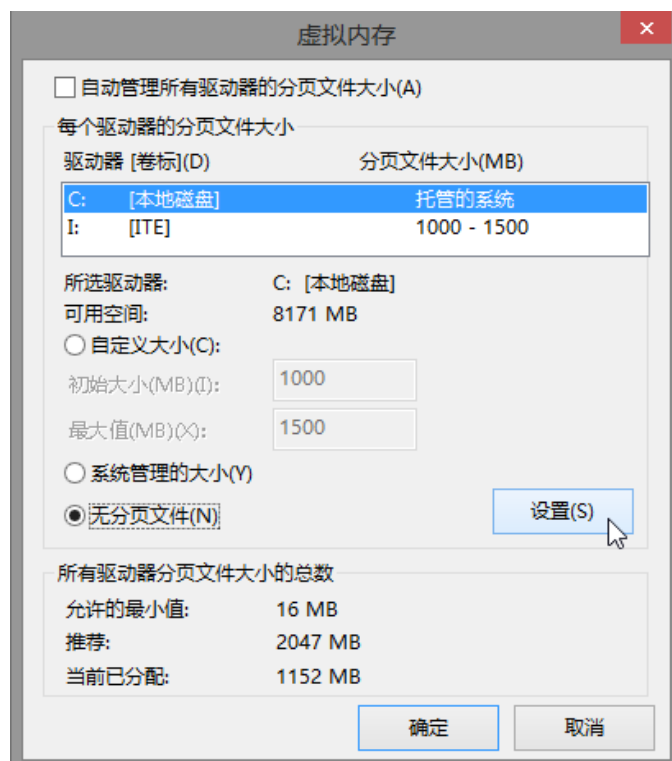 虚拟内存
自动管理所有驱动器的分页文件大小(A)
每个驱动器的分页文件大小
驱动器 [卷标](D) 分页文件大小(MB)
C: [本地磁盘] 托管的系统
I: [ITE] 1000 - 1500
所选驱动器: C: [本地磁盘]
可用空间: 8171 MB
自定义大小(C):
初始大小(MB)(I): 1000
最大值(MB)(X): 1500
系统管理的大小(Y)
无分页文件(N) 设置(S)
所有驱动器分页文件大小的总数
允许的最小值: 16 MB
推荐: 2047 MB
当前已分配: 1152 MB
确定 取消